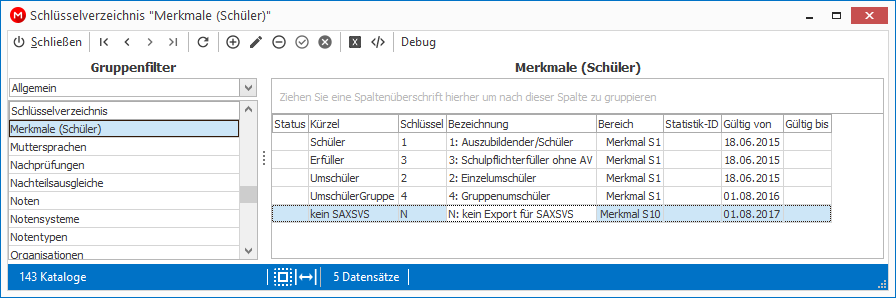 M Schlüsselverzeichnis "Merkmale (Schüler)"
Schließen Debug
Gruppenfilter
Allgemein
Schlüsselverzeichnis
Merkmale (Schüler)
Muttersprachen
Nachprüfungen
Nachteilsausgleiche
Noten
Notensysteme
Notentypen
Organisationen
Merkmale (Schüler)
Ziehen Sie eine Spaltenüberschrift hierher um nach dieser Spalte zu gruppieren
Status Kürzel Schlüssel Bezeichnung Bereich Statistik-ID Gültig von Gültig bis
Schüler 1 1: Auszubildender/Schüler Merkmal S1 18.06.2015
Erfüller 3 3: Schulpflichterfüller ohne AV Merkmal S1 18.06.2015
Umschüler 2 2: Einzelumschüler Merkmal S1 18.06.2015
UmschülerGruppe 4 4: Gruppenumschüler Merkmal S1 01.08.2016
kein SAXSVS N N: kein Export für SAXSVS Merkmal S10 01.08.2017
143 Kataloge 5 Datensätze